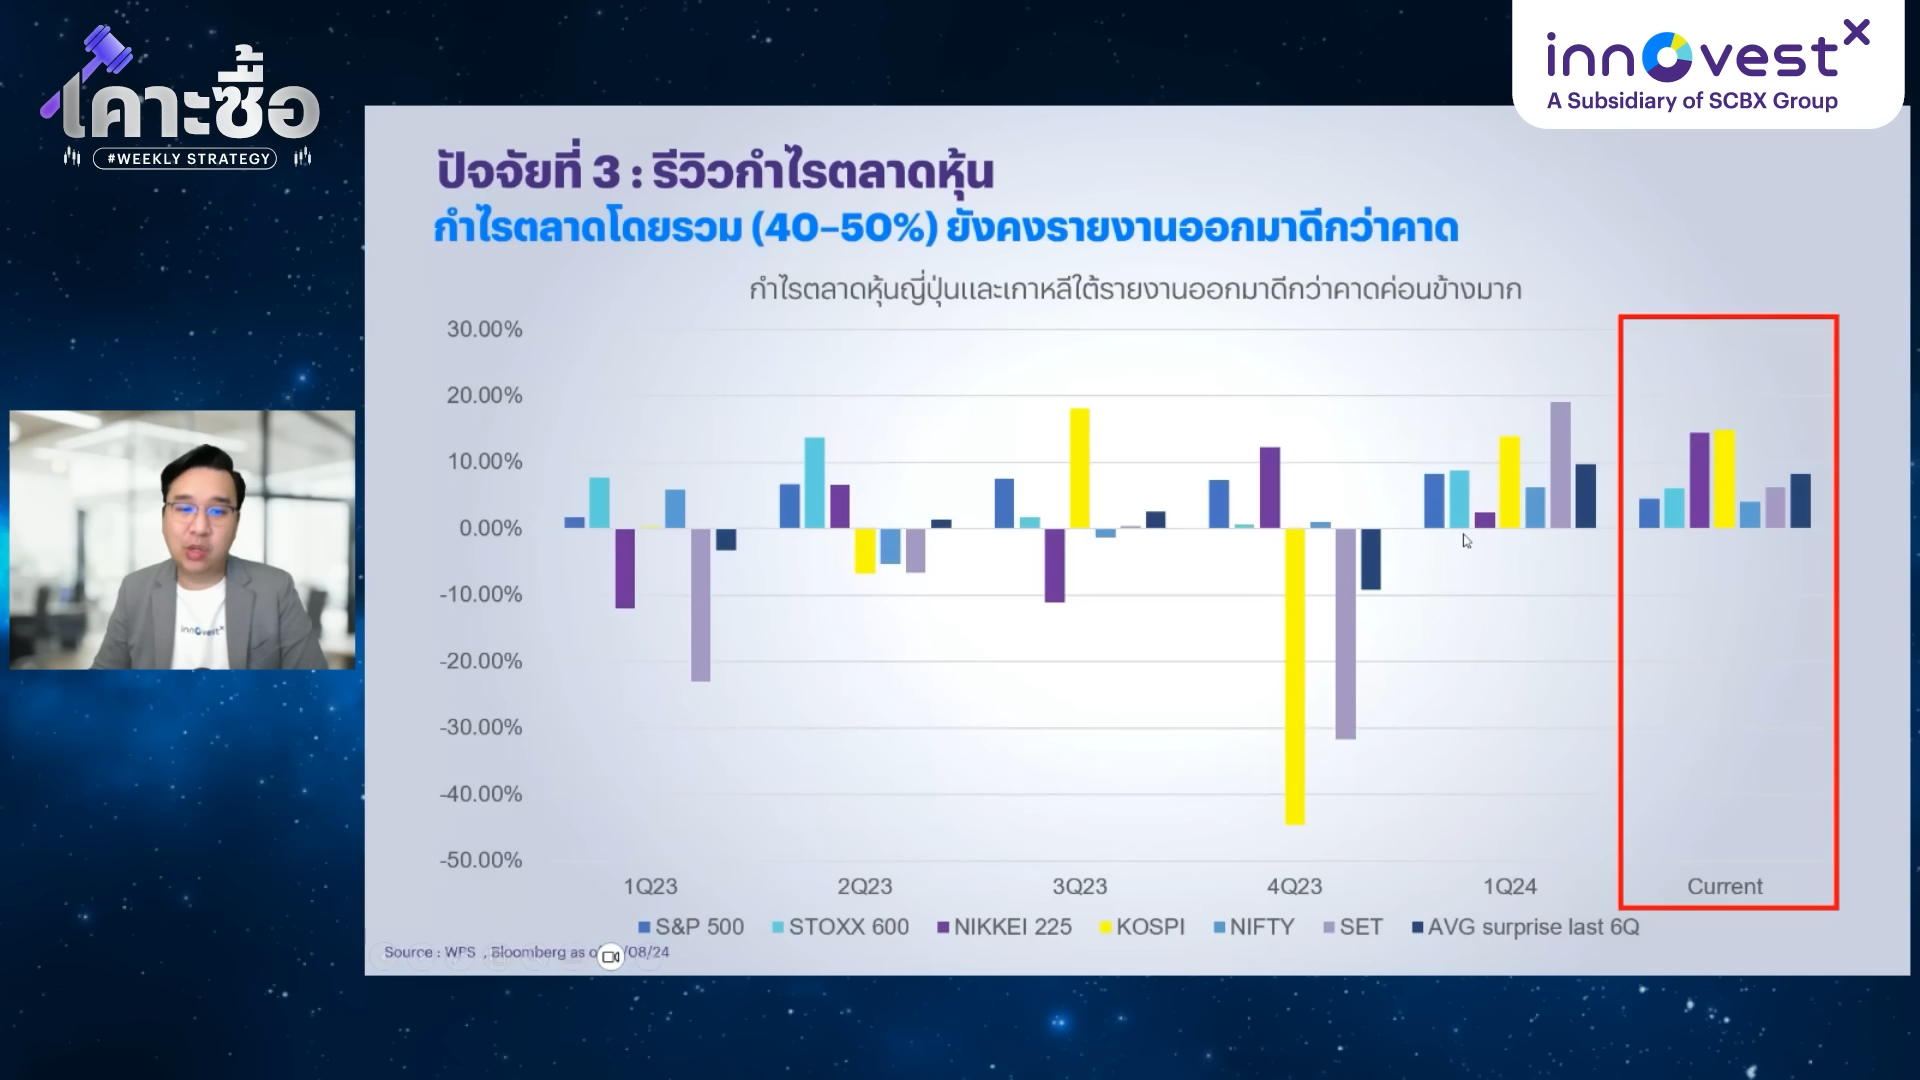 เคาะซื้อ
#WEEKLY STRATEGY
innovestX
A Subsidiary of SCBX Group
ปัจจัยที่ 3 : รีวิวกำไรตลาดหุ้น
กำไรตลาดโดยรวม (40-50%) ยังคงรายงานออกมาดีกว่าคาด
กำไรตลาดหุ้นญี่ปุ่นและเกาหลีใต้รายงานออกมาดีกว่าคาดค่อนข้างมาก
30.00%
20.00%
10.00%
0.00%
-10.00%
-20.00%
-30.00%
-40.00%
-50.00%
1Q23 2Q23 3Q23 4Q23 1Q24 Current
S&P 500 STOXX 600 NIKKEI 225 KOSPI NIFTY SET AVG surprise last 6Q
Source : WPS , Bloomberg as /08/24
innovestX